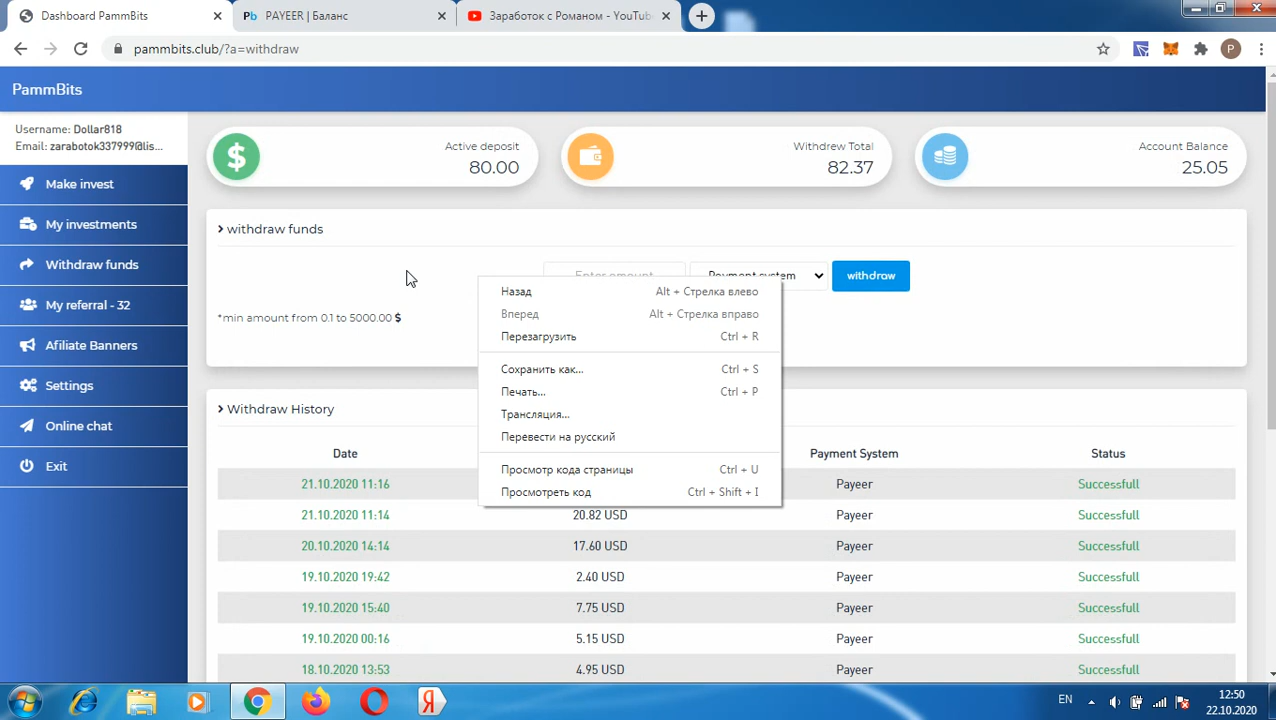 Dashboard PammBits
PAYEER | Баланс
Заработок с Романом - YouTube
pammbits.club/?a=withdraw
P
PammBits
Username: Dollar818
Email: zarabotok337999@lis...
Active deposit
80.00
Withdrew Total
82.37
Account Balance
25.05
Make invest
My investments
Withdraw funds
My referral - 32
Afiliate Banners
Settings
Online chat
Exit
withdraw funds
Enter amount
Payment system
withdraw
*min amount from 0.1 to 5000.00 $
Назад Alt + Стрелка влево
Вперед Alt + Стрелка вправо
Перезагрузить Ctrl + R
Сохранить как... Ctrl + S
Печать... Ctrl + P
Трансляция...
Перевести на русский
Просмотр кода страницы Ctrl + U
Просмотреть код Ctrl + Shift + I
Withdraw History
Date Payment System Status
21.10.2020 11:16 Payeer Successfull
21.10.2020 11:14 20.82 USD Payeer Successfull
20.10.2020 14:14 17.60 USD Payeer Successfull
19.10.2020 19:42 2.40 USD Payeer Successfull
19.10.2020 15:40 7.75 USD Payeer Successfull
19.10.2020 00:16 5.15 USD Payeer Successfull
18.10.2020 13:53 4.95 USD Payeer Successfull
EN
12:50
22.10.2020